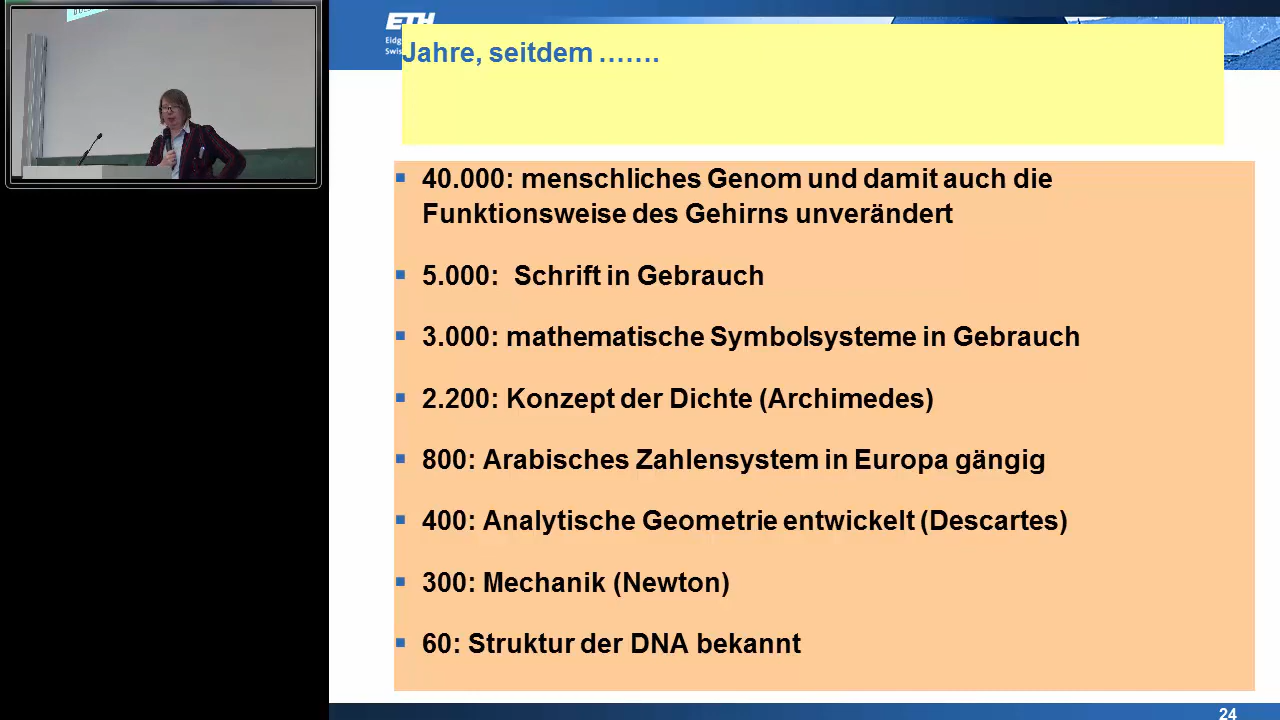 ETH
Jahre, seitdem …….
▪ 40.000: menschliches Genom und damit auch die
Funktionsweise des Gehirns unverändert
▪ 5.000:  Schrift in Gebrauch
▪ 3.000: mathematische Symbolsysteme in Gebrauch
▪ 2.200: Konzept der Dichte (Archimedes)
▪ 800: Arabisches Zahlensystem in Europa gängig
▪ 400: Analytische Geometrie entwickelt (Descartes)
▪ 300: Mechanik (Newton)
▪ 60: Struktur der DNA bekannt
24